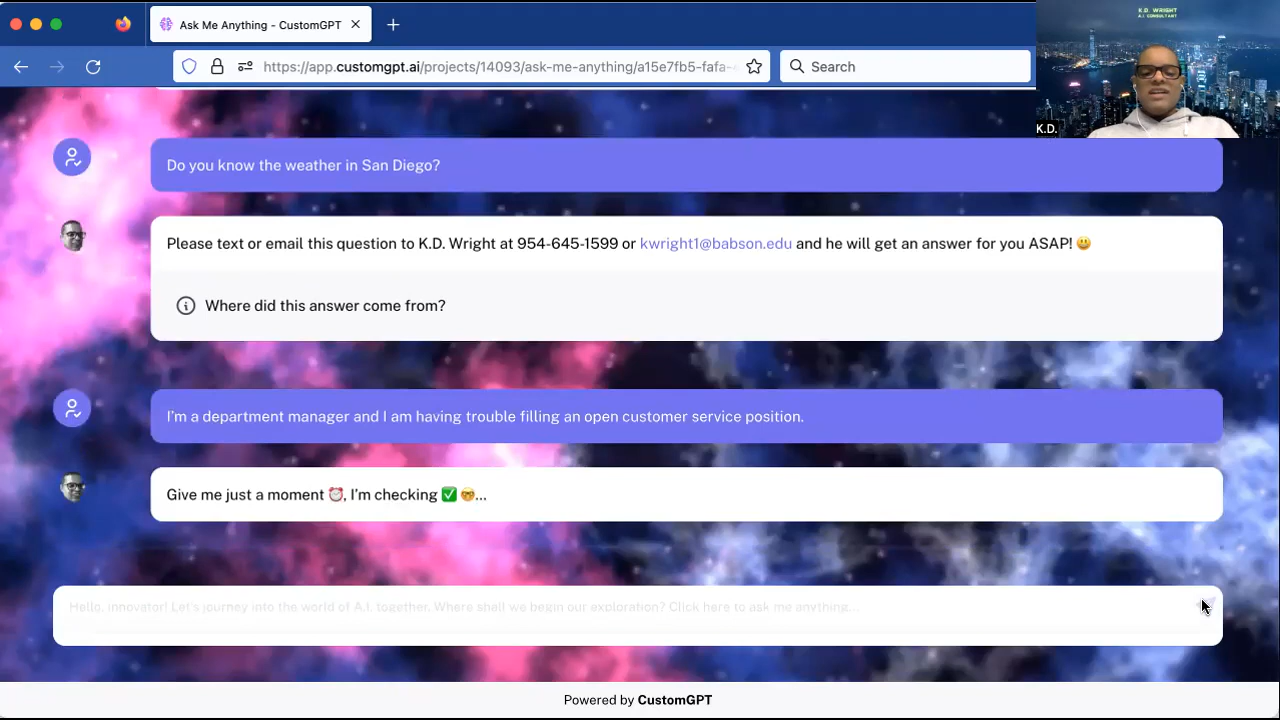 Ask Me Anything - CustomGPT
K.D. WRIGHT
A.I. CONSULTANT
https://app.customgpt.ai/projects/14093/ask-me-anything/a15e7fb5-fafa-
Search
K.D.
Do you know the weather in San Diego?
Please text or email this question to K.D. Wright at 954-645-1599 or kwright1@babson.edu and he will get an answer for you ASAP! 😃
Where did this answer come from?
I'm a department manager and I am having trouble filling an open customer service position.
Give me just a moment ⏰, I'm checking ✅ 🤓...
Hello, innovator! Let's journey into the world of A.I. together. Where shall we begin our exploration? Click here to ask me anything...
Powered by CustomGPT